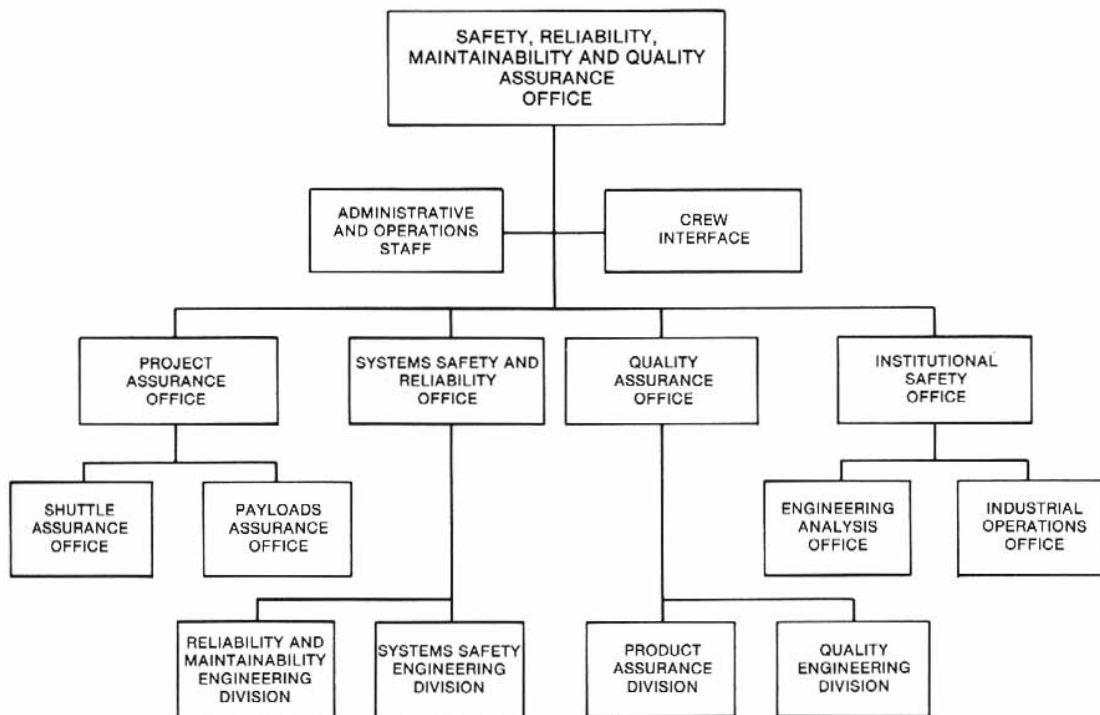 SAFETY, RELIABILITY,
MAINTAINABILITY AND QUALITY
ASSURANCE
OFFICE
ADMINISTRATIVE
AND OPERATIONS
STAFF
CREW
INTERFACE
PROJECT
ASSURANCE
OFFICE
SYSTEMS SAFETY AND
RELIABILITY
OFFICE
QUALITY
ASSURANCE
OFFICE
INSTITUTIONAL
SAFETY
OFFICE
SHUTTLE
ASSURANCE
OFFICE
PAYLOADS
ASSURANCE
OFFICE
ENGINEERING
ANALYSIS
OFFICE
INDUSTRIAL
OPERATIONS
OFFICE
RELIABILITY AND
MAINTAINABILITY
ENGINEERING
DIVISION
SYSTEMS SAFETY
ENGINEERING
DIVISION
PRODUCT
ASSURANCE
DIVISION
QUALITY
ENGINEERING
DIVISION